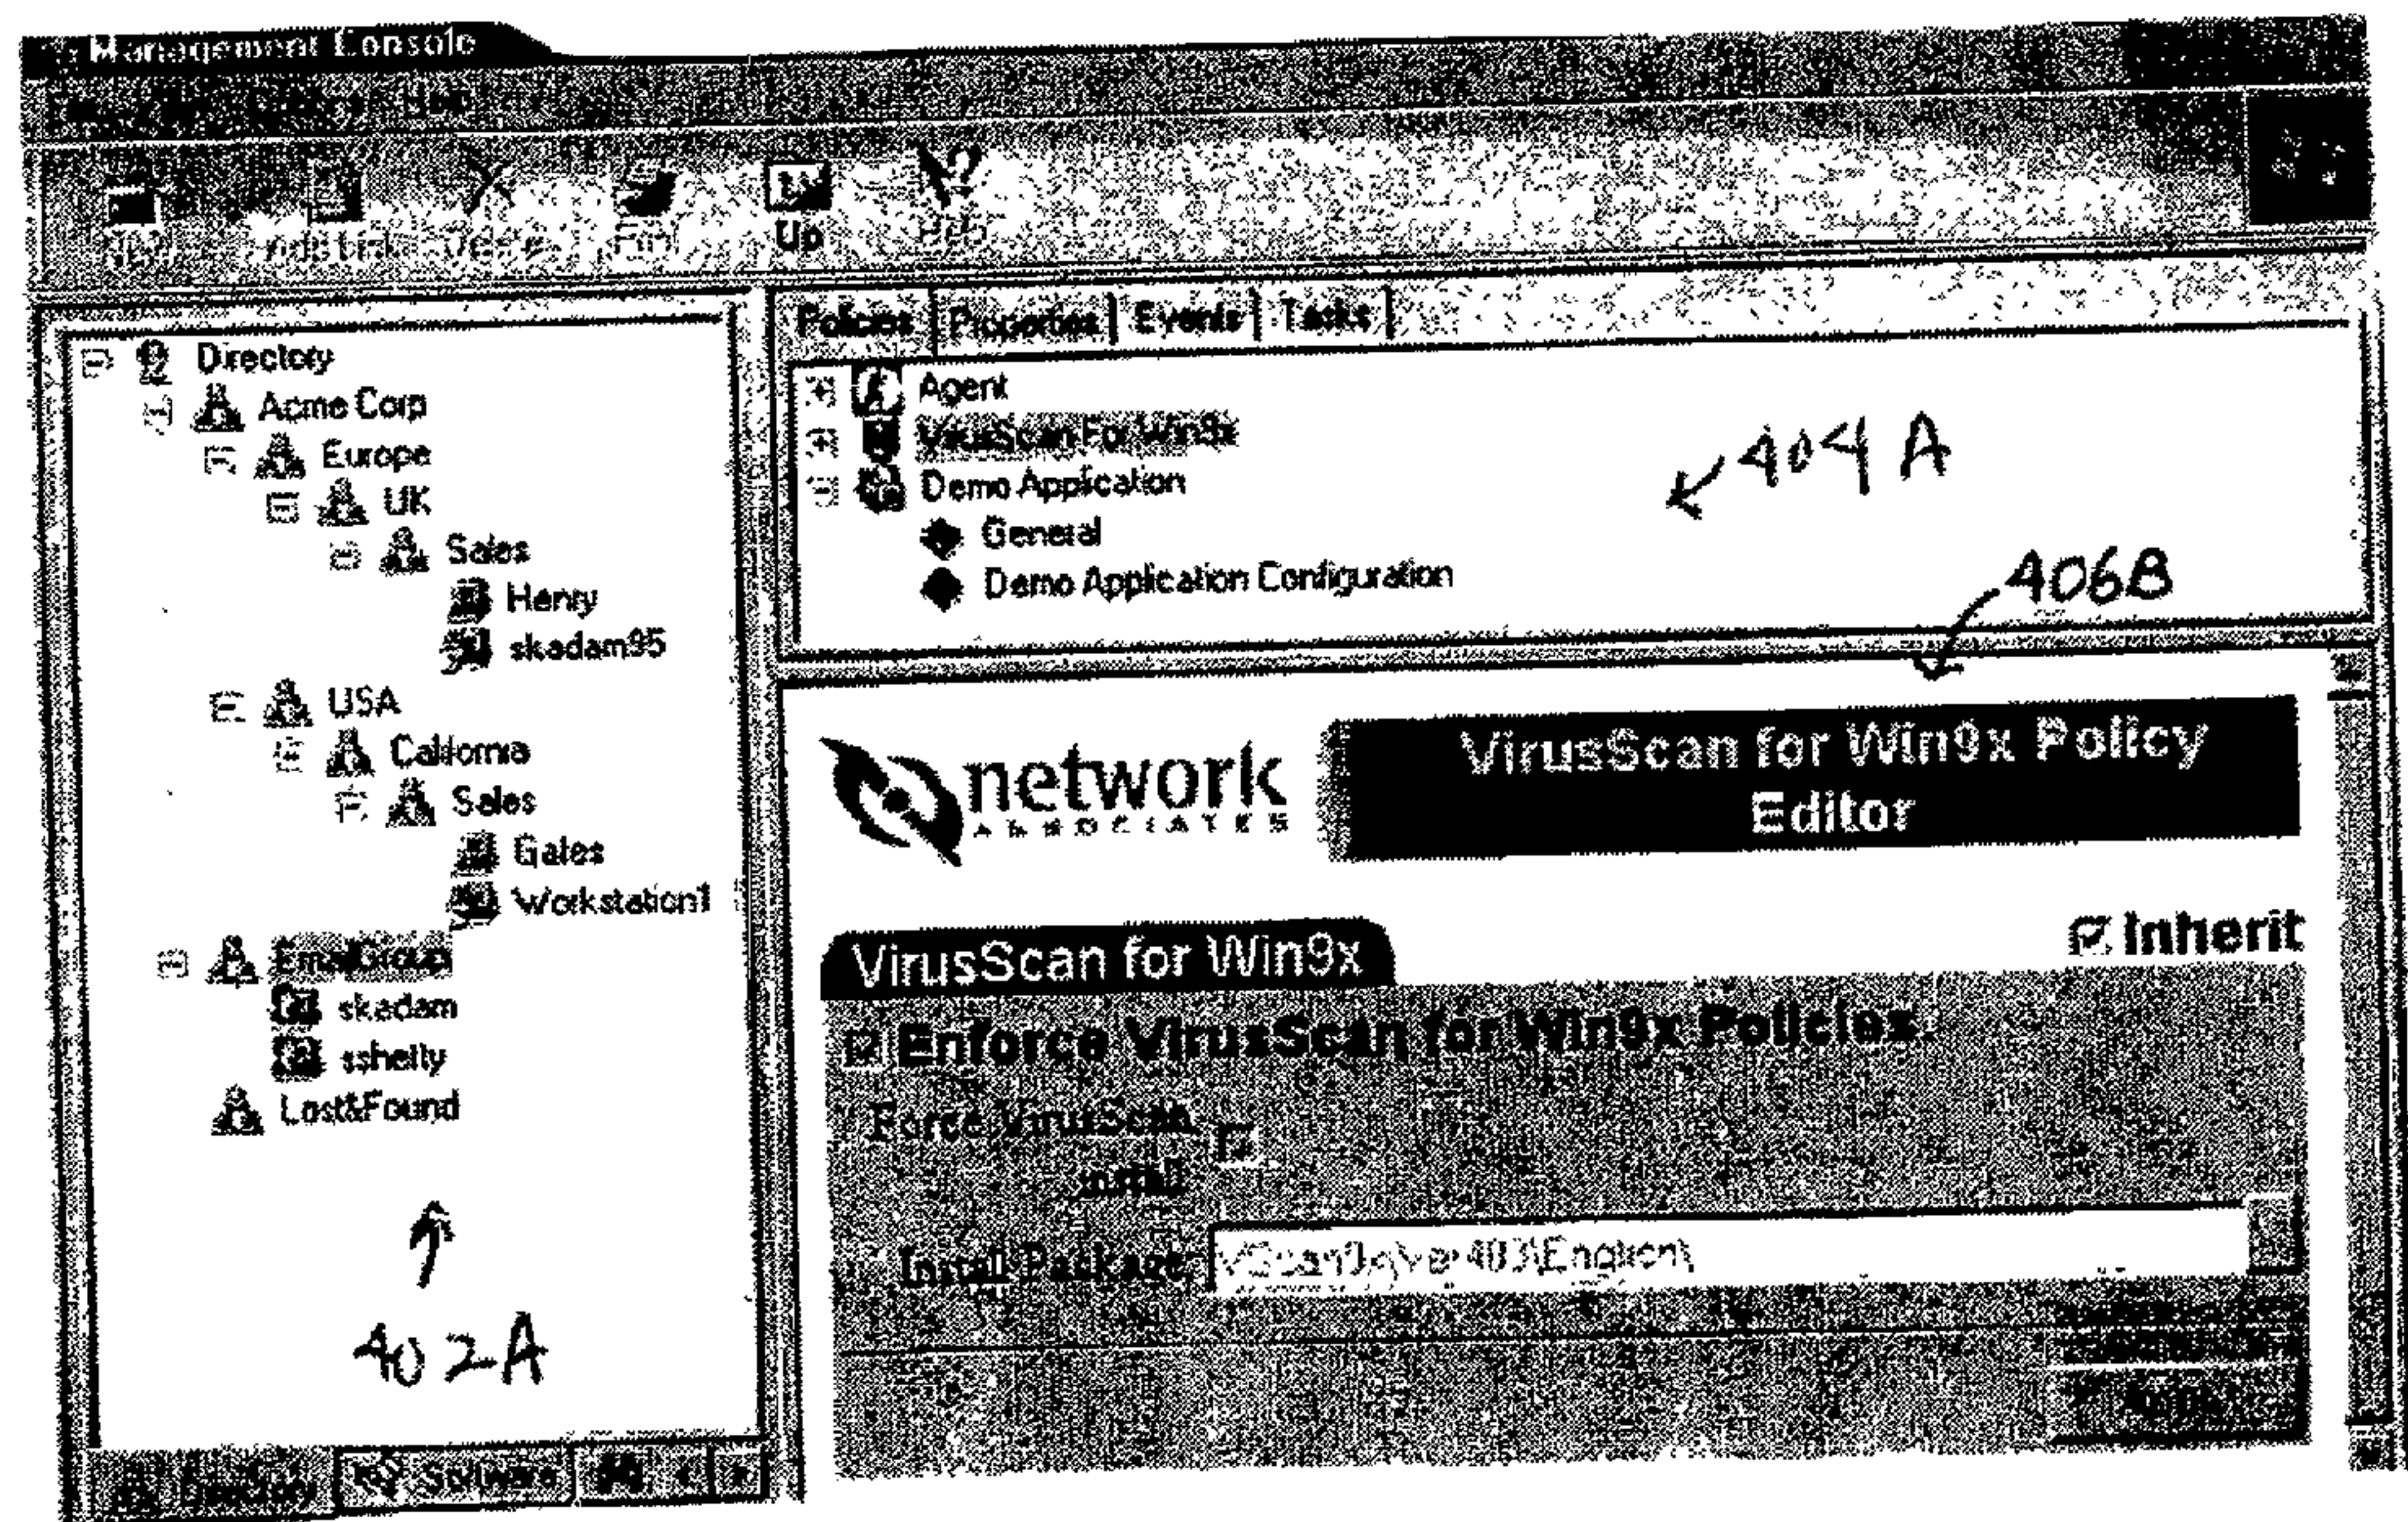 Management Console
Up
Help
Directory
Acme Corp
Europe
UK
Sales
Henry
skadam95
USA
California
Sales
Gales
Workstation1
EmailGroup
skadam
sshelly
Lost&Found
402A
Directory
Software
Policies
Properties
Events
Tasks
Agent
VirusScan For Win9x
Demo Application
General
Demo Application Configuration
404A
406B
network
ASSOCIATES
VirusScan for Win9x Policy
Editor
VirusScan for Win9x
Inherit
Enforce VirusScan for Win9x Policies.
Force VirusScan
install
Install Package: